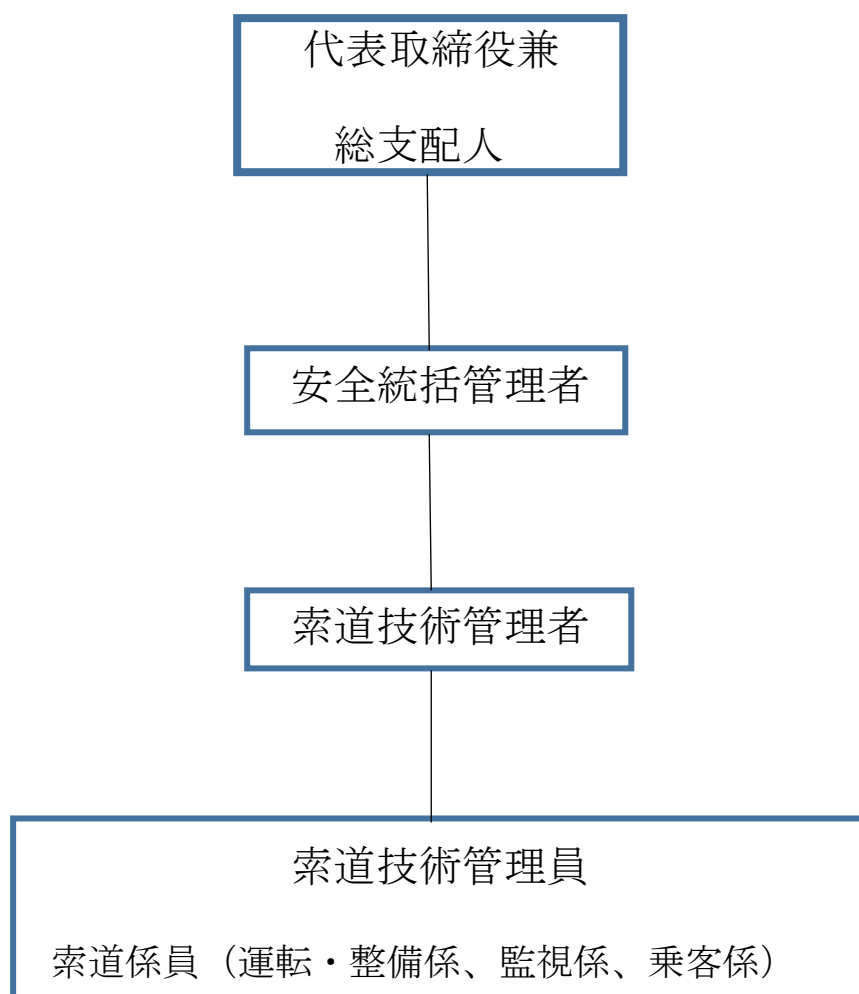 代表取締役兼
総支配人
安全統括管理者
索道技術管理者
索道技術管理員
索道係員（運転・整備係、監視係、乗客係）